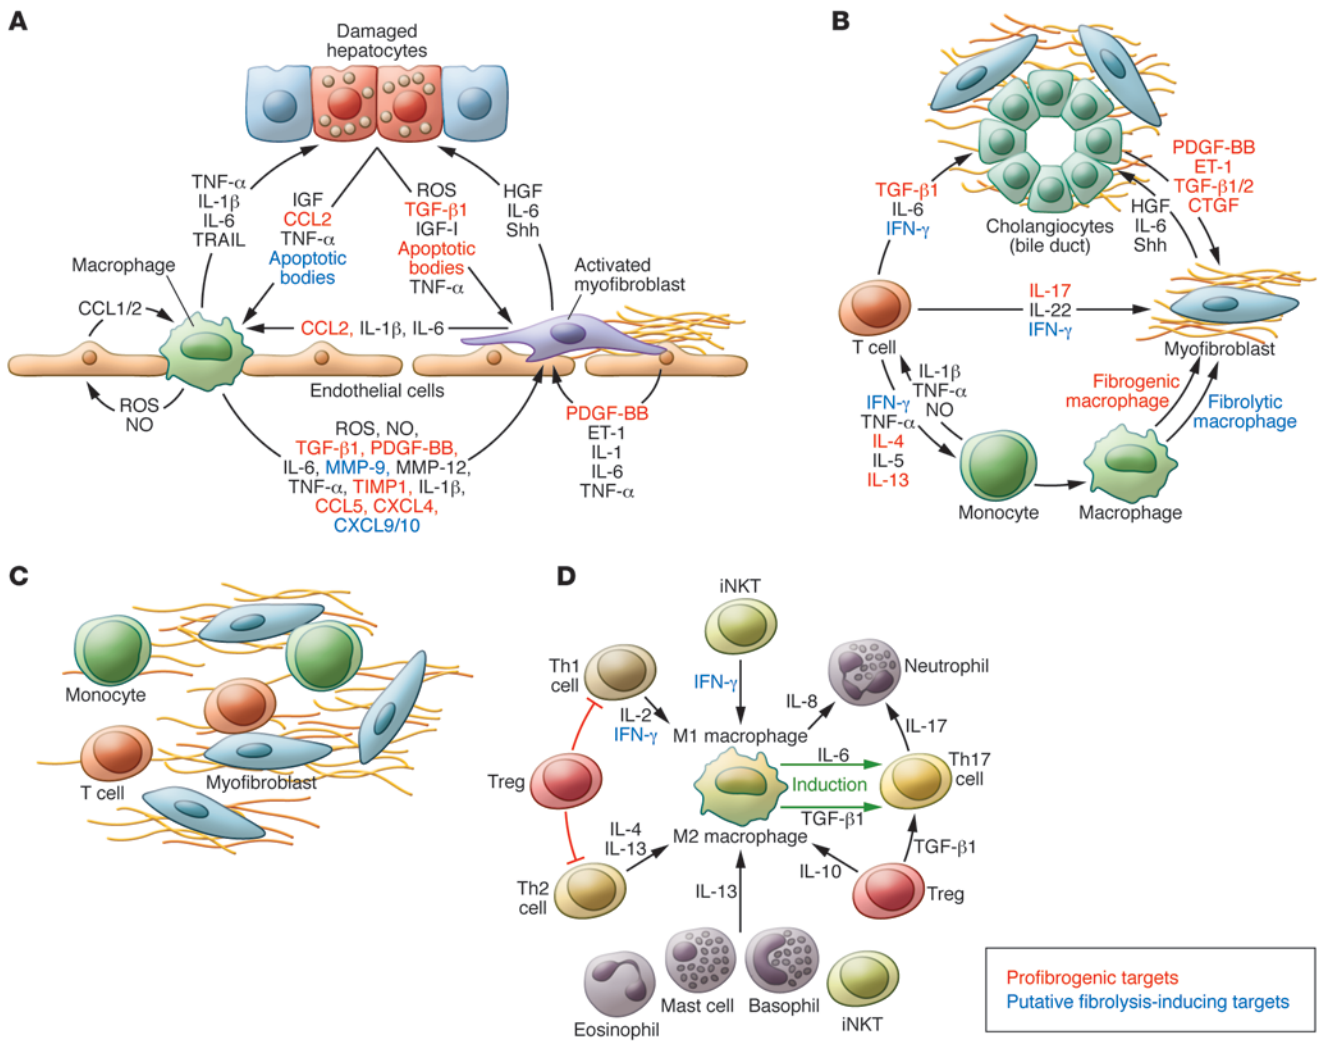 A
Damaged
hepatocytes
TNF-α
IL-1β
IL-6
TRAIL
IGF
CCL2
TNF-α
Apoptotic
bodies
ROS
TGF-β1
IGF-I
Apoptotic
bodies
TNF-α
HGF
IL-6
Shh
Macrophage
Activated
myofibroblast
CCL1/2
CCL2, IL-1β, IL-6
Endothelial cells
ROS
NO
ROS, NO,
TGF-β1, PDGF-BB,
IL-6, MMP-9, MMP-12,
TNF-α, TIMP1, IL-1β,
CCL5, CXCL4,
CXCL9/10
PDGF-BB
ET-1
IL-1
IL-6
TNF-α
B
TGF-β1
IL-6
IFN-γ
Cholangiocytes
(bile duct)
PDGF-BB
ET-1
TGF-β1/2
CTGF
HGF
IL-6
Shh
T cell
IL-17
IL-22
IFN-γ
Myofibroblast
IL-1β
TNF-α
NO
IFN-γ
TNF-α
IL-4
IL-5
IL-13
Fibrogenic
macrophage
Fibrolytic
macrophage
Monocyte
Macrophage
C
Monocyte
T cell
Myofibroblast
D
iNKT
Th1
cell
IFN-γ
IL-2
IFN-γ
Neutrophil
IL-8
M1 macrophage
IL-17
Treg
IL-6
Induction
TGF-β1
Th17
cell
M2 macrophage
IL-4
IL-13
Th2
cell
IL-13
IL-10
TGF-β1
Treg
Eosinophil
Mast cell
Basophil
iNKT
Profibrogenic targets
Putative fibrolysis-inducing targets